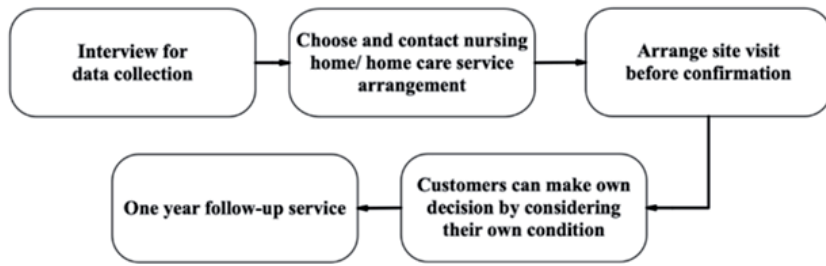 Interview for
data collection
Choose and contact nursing
home/ home care service
arrangement
Arrange site visit
before confirmation
Customers can make own
decision by considering
their own condition
One year follow-up service